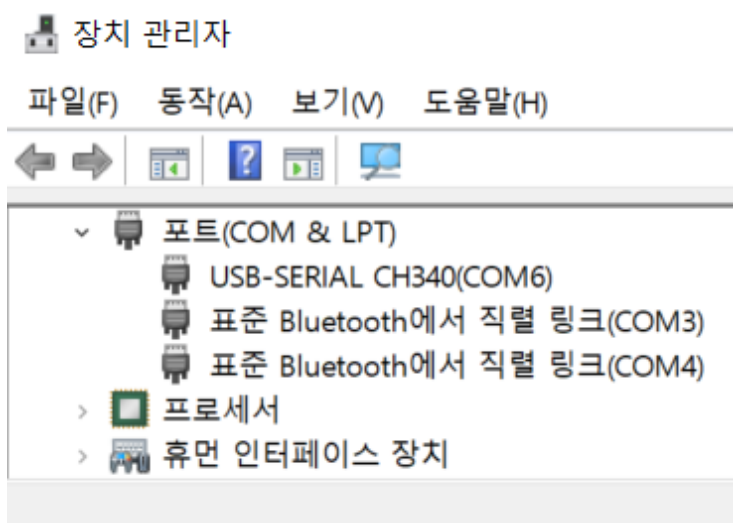 장치 관리자
파일(F) 동작(A) 보기(V) 도움말(H)
포트(COM & LPT)
USB-SERIAL CH340(COM6)
표준 Bluetooth에서 직렬 링크(COM3)
표준 Bluetooth에서 직렬 링크(COM4)
프로세서
휴먼 인터페이스 장치